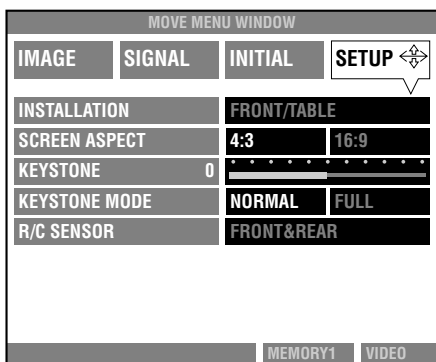 MOVE MENU WINDOW
IMAGE SIGNAL INITIAL SETUP
INSTALLATION FRONT/TABLE
SCREEN ASPECT 4:3 16:9
KEYSTONE 0
KEYSTONE MODE NORMAL FULL
R/C SENSOR FRONT&REAR
MEMORY1 VIDEO